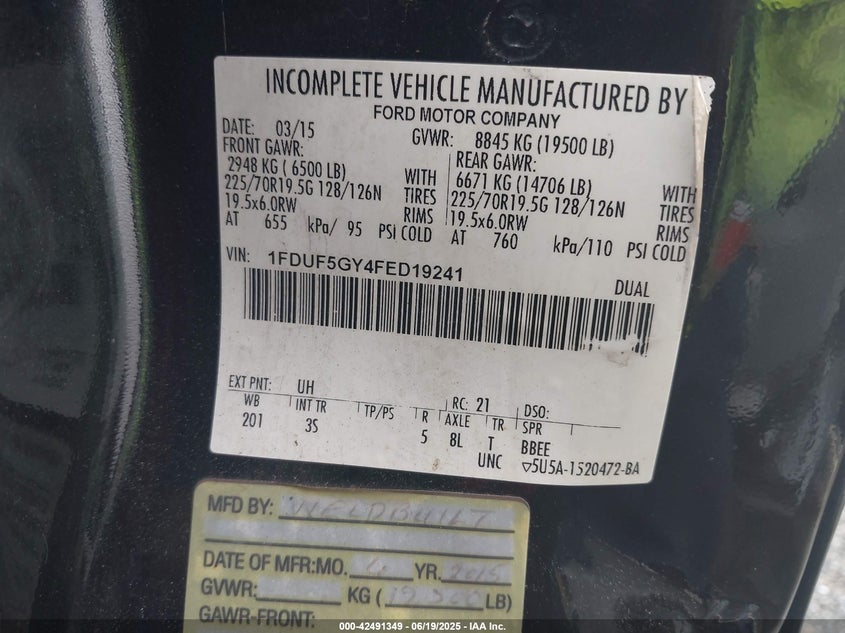 INCOMPLETE VEHICLE MANUFACTURED BY
FORD MOTOR COMPANY
DATE: 03/15 GVWR: 8845 KG (19500 LB)
FRONT GAWR: REAR GAWR:
2948 KG ( 6500 LB) WITH 6671 KG (14706 LB) WITH
225/70R19.5G 128/126N TIRES 225/70R19.5G 128/126N TIRES
19.5x6.0RW RIMS 19.5x6.0RW RIMS
AT 655 kPa/ 95 PSI COLD AT 760 kPa/110 PSI COLD
VIN: 1FDUF5GY4FED19241 DUAL
EXT PNT: UH RC: 21 DSO:
WB INT TR TP/PS R AXLE TR SPR
201 3S 5 8L T BBEE
UNC ▽5U5A-1520472-BA
MFD BY: WELDBUILT
DATE OF MFR:MO. 6 YR. 2015
GVWR: KG ( 19,500 LB)
GAWR-FRONT:
000-42491349 - 06/19/2025 - IAA Inc.